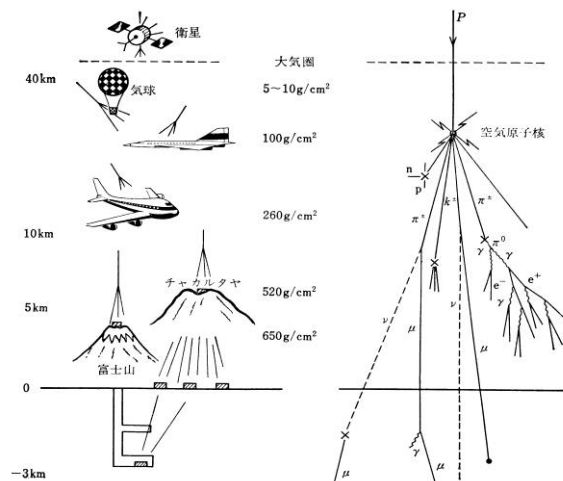 衛星
P
大気圏
40km
5~10g/cm²
気球
空気原子核
100g/cm²
n
p
k±
π±
π±
260g/cm²
10km
π⁰
γ
γ
チャカルタヤ
520g/cm²
e⁻
e⁺
γ
ν
ν
5km
650g/cm²
μ
μ
富士山
0
γ
−3km
μ
μ